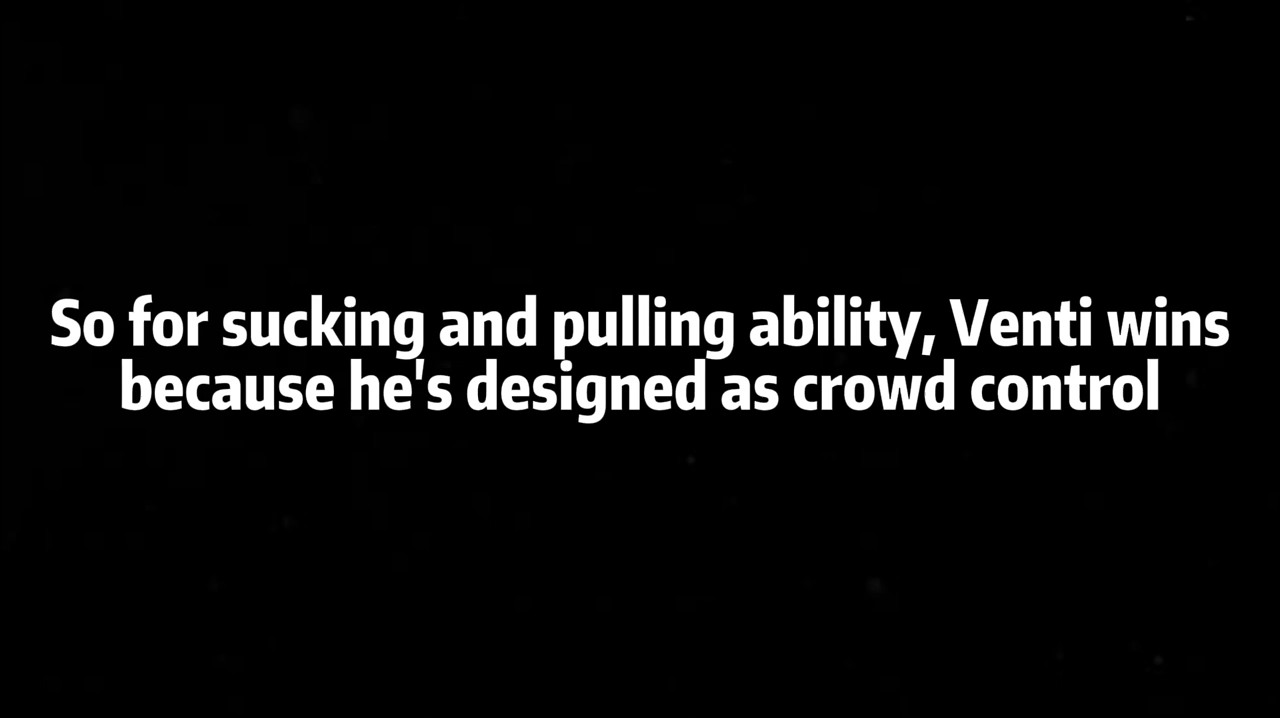 So for sucking and pulling ability, Venti wins
because he's designed as crowd control